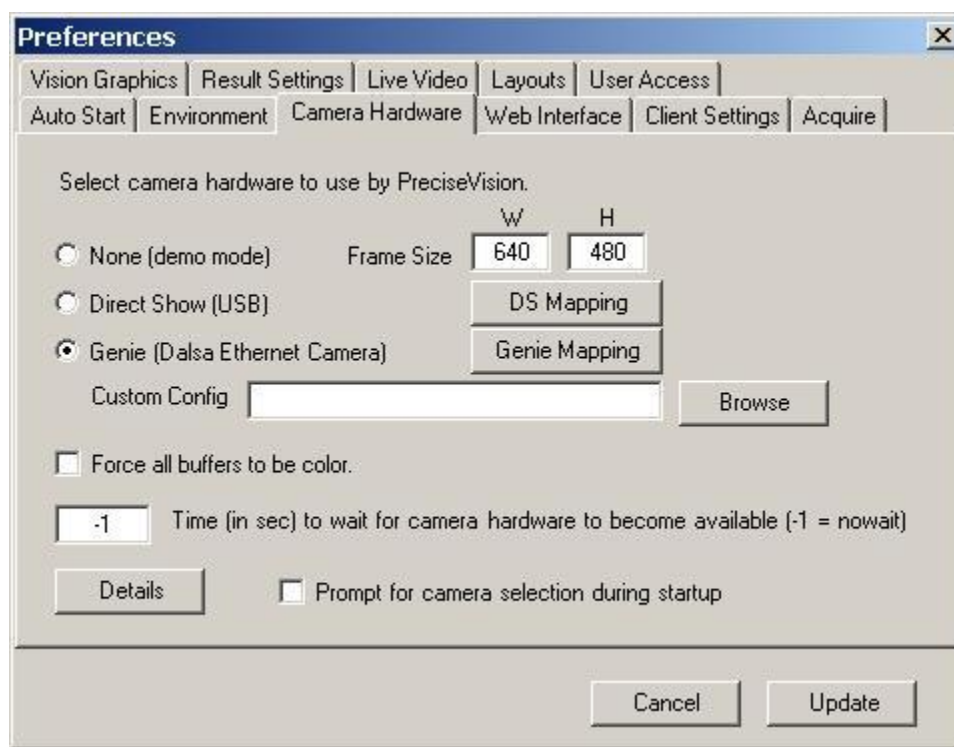 Preferences
Vision Graphics Result Settings Live Video Layouts User Access
Auto Start Environment Camera Hardware Web Interface Client Settings Acquire
Select camera hardware to use by PreciseVision.
W H
None (demo mode) Frame Size 640 480
Direct Show (USB) DS Mapping
Genie (Dalsa Ethernet Camera) Genie Mapping
Custom Config Browse
Force all buffers to be color.
-1 Time (in sec) to wait for camera hardware to become available (-1 = nowait)
Details Prompt for camera selection during startup
Cancel Update